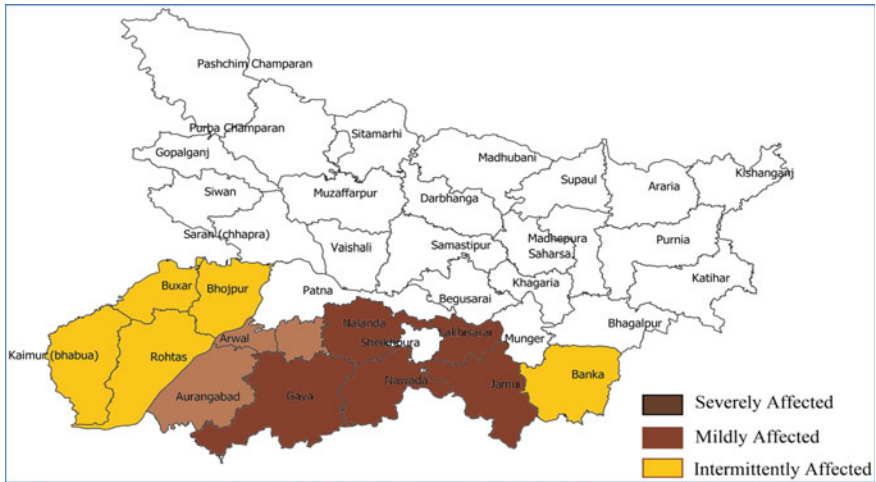 Pashchim Champaran
Purba Champaran
Sitamarhi
Gopalganj
Madhubani
Kishanganj
Siwan
Muzaffarpur
Darbhanga
Supaul
Araria
Saran (chhapra)
Vaishali
Samastipur
Madhepura
Saharsa
Purnia
Buxar
Bhojpur
Patna
Begusarai
Khagaria
Katihar
Arwal
Nalanda
Lakhisarai
Munger
Bhagalpur
Kaimur (bhabua)
Rohtas
Sheikhpura
Aurangabad
Gaya
Nawada
Jamui
Banka
Severely Affected
Mildly Affected
Intermittently Affected